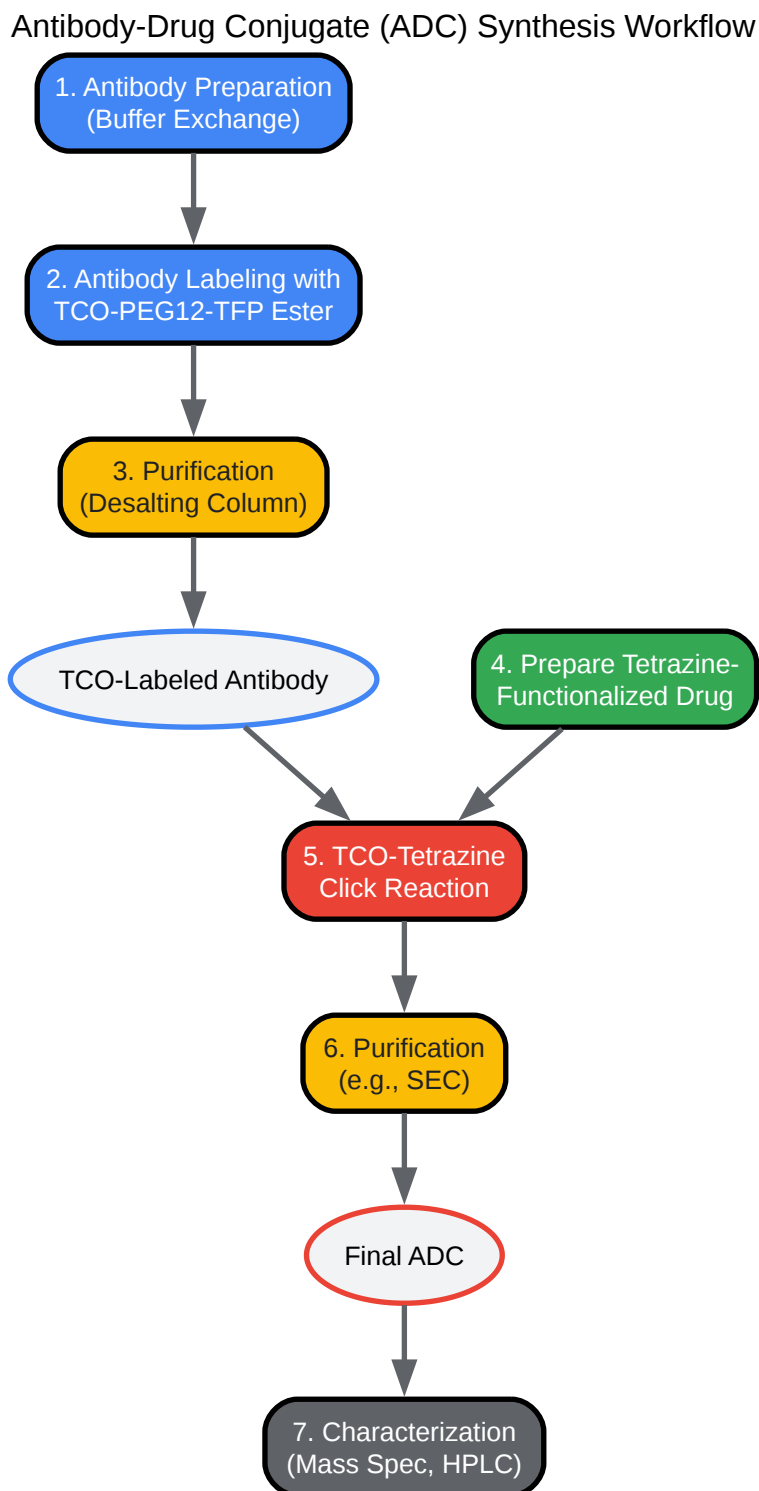 Antibody-Drug Conjugate (ADC) Synthesis Workflow
1. Antibody Preparation
(Buffer Exchange)
2. Antibody Labeling with
TCO-PEG12-TFP Ester
3. Purification
(Desalting Column)
TCO-Labeled Antibody
4. Prepare Tetrazine-
Functionalized Drug
5. TCO-Tetrazine
Click Reaction
6. Purification
(e.g., SEC)
Final ADC
7. Characterization
(Mass Spec, HPLC)